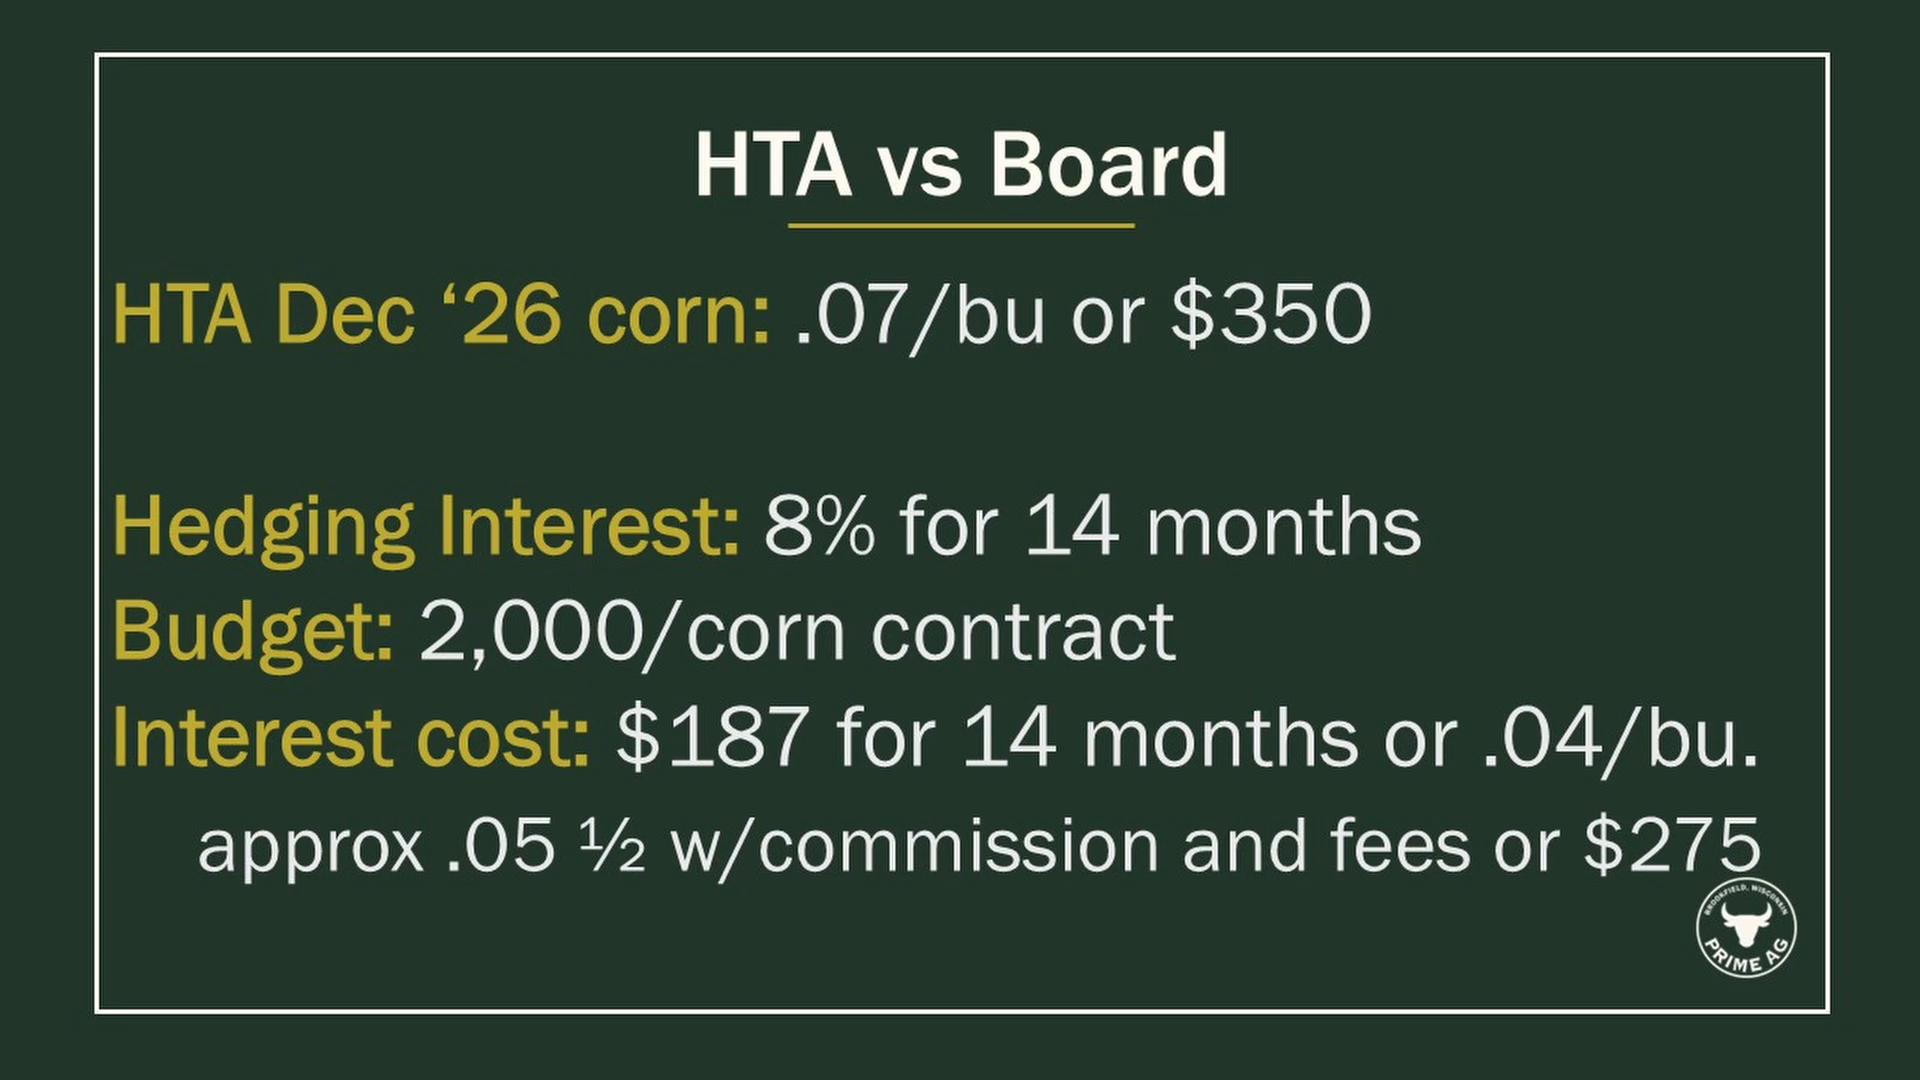 HTA vs Board
HTA Dec ‘26 corn: .07/bu or $350
Hedging Interest: 8% for 14 months
Budget: 2,000/corn contract
Interest cost: $187 for 14 months or .04/bu.
approx .05 ½ w/commission and fees or $275
BROOKFIELD, WISCONSIN
PRIME AG